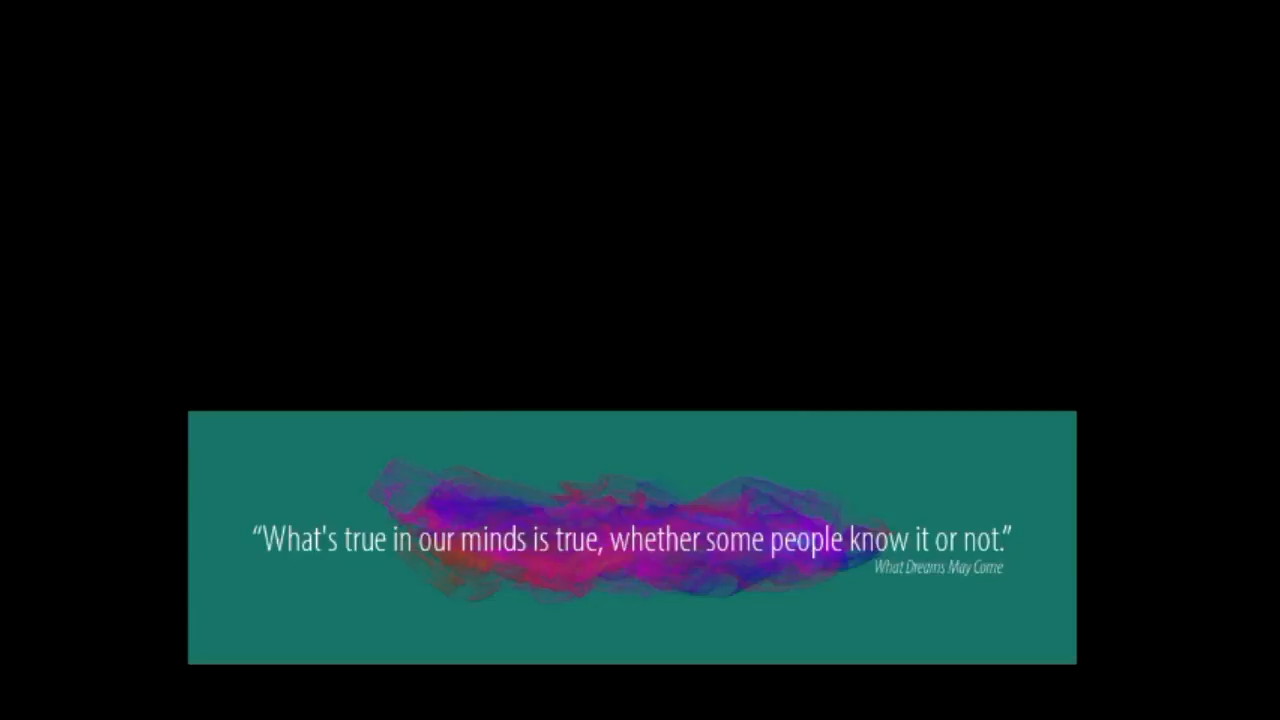 “What's true in our minds is true, whether some people know it or not.”
What Dreams May Come